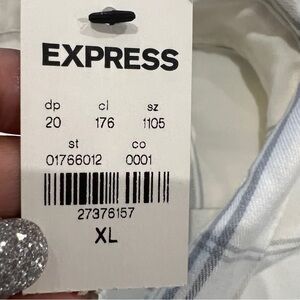 EXPRESS
dp cl sz
20 176 1105
st co
01766012 0001
27376157
XL